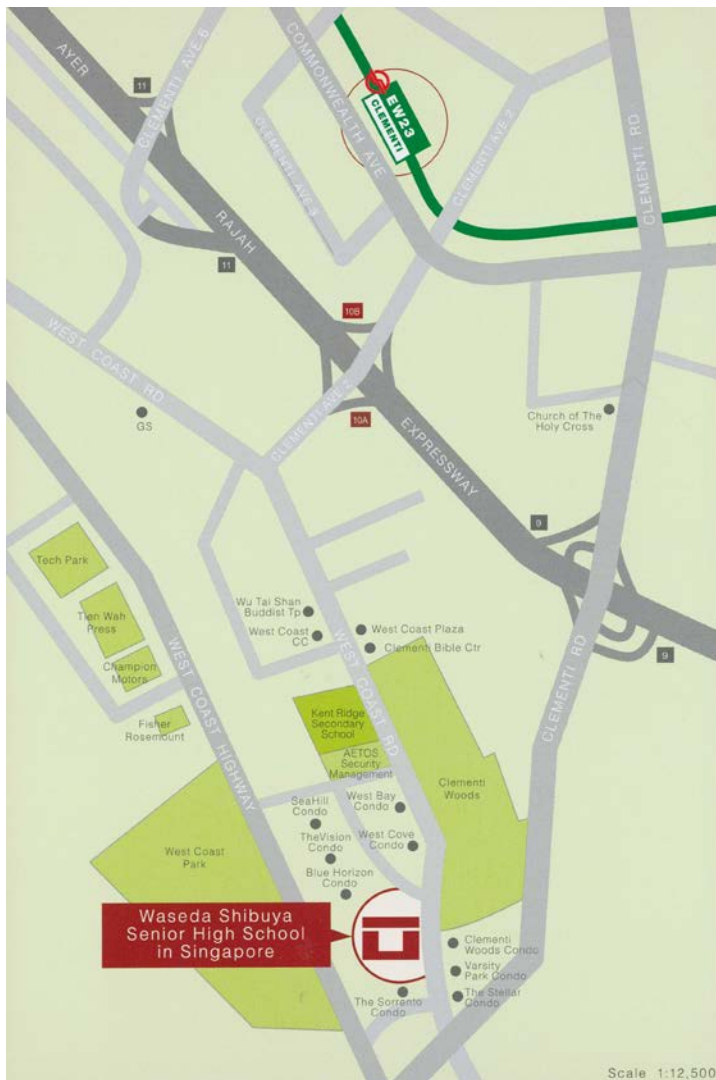 AYER
RAJAH
EXPRESSWAY
11
11
CLEMENTI AVE 6
COMMONWEALTH AVE
EW23
CLEMENTI
CLEMENTI AVE 3
CLEMENTI AVE 2
CLEMENTI RD
10B
10A
CLEMENTI AVE 2
WEST COAST RD
GS
Church of The
Holy Cross
9
9
CLEMENTI RD
Tech Park
Tien Wah
Press
Champion
Motors
Fisher
Rosemount
WEST COAST HIGHWAY
Wu Tai Shan
Buddist Tp
West Coast
CC
West Coast Plaza
Clementi Bible Ctr
WEST COAST RD
Kent Ridge
Secondary
School
AETOS
Security
Management
Clementi
Woods
SeaHill
Condo
West Bay
Condo
TheVision
Condo
West Cove
Condo
Blue Horizon
Condo
West Coast
Park
Waseda Shibuya
Senior High School
in Singapore
Clementi
Woods Condo
Varsity
Park Condo
The Stellar
Condo
The Sorranto
Condo
Scale 1:12,500